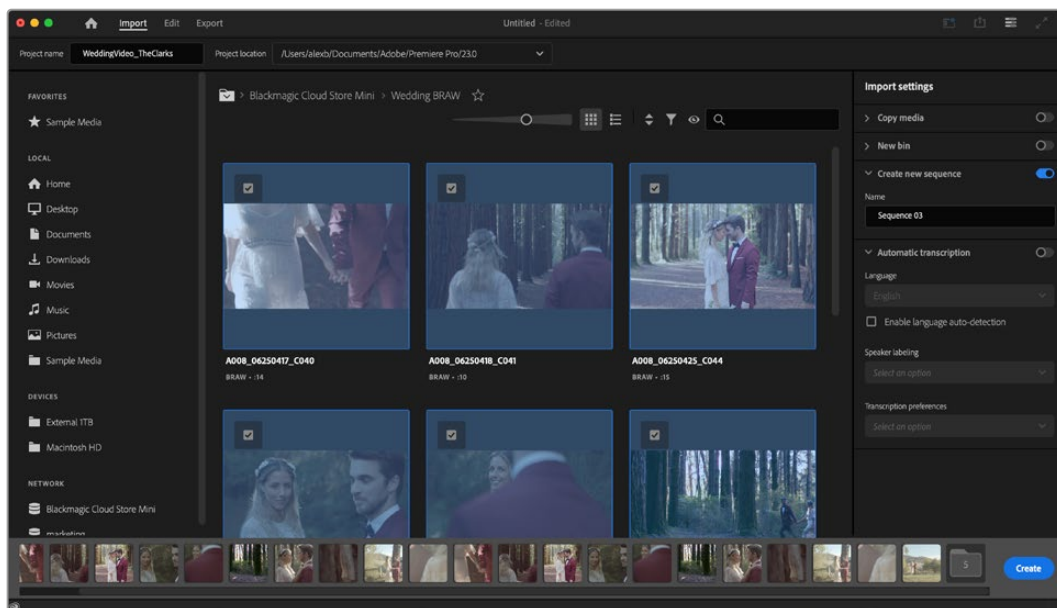 Import Edit Export
Untitled - Edited
Project name
WeddingVideo_TheClarks
Project location
/Users/alexb/Documents/Adobe/Premiere Pro/23.0
FAVORITES
Sample Media
LOCAL
Home
Desktop
Documents
Downloads
Movies
Music
Pictures
Sample Media
DEVICES
External 1TB
Macintosh HD
NETWORK
Blackmagic Cloud Store Mini
marketing
> Blackmagic Cloud Store Mini > Wedding BRAW
A008_06250417_C040
BRAW • :14
A008_06250418_C041
BRAW • :10
A008_06250425_C044
BRAW • :15
Import settings
Copy media
New bin
Create new sequence
Name
Sequence 03
Automatic transcription
Language
English
Enable language auto-detection
Speaker labeling
Select an option
Transcription preferences
Select an option
5
Create